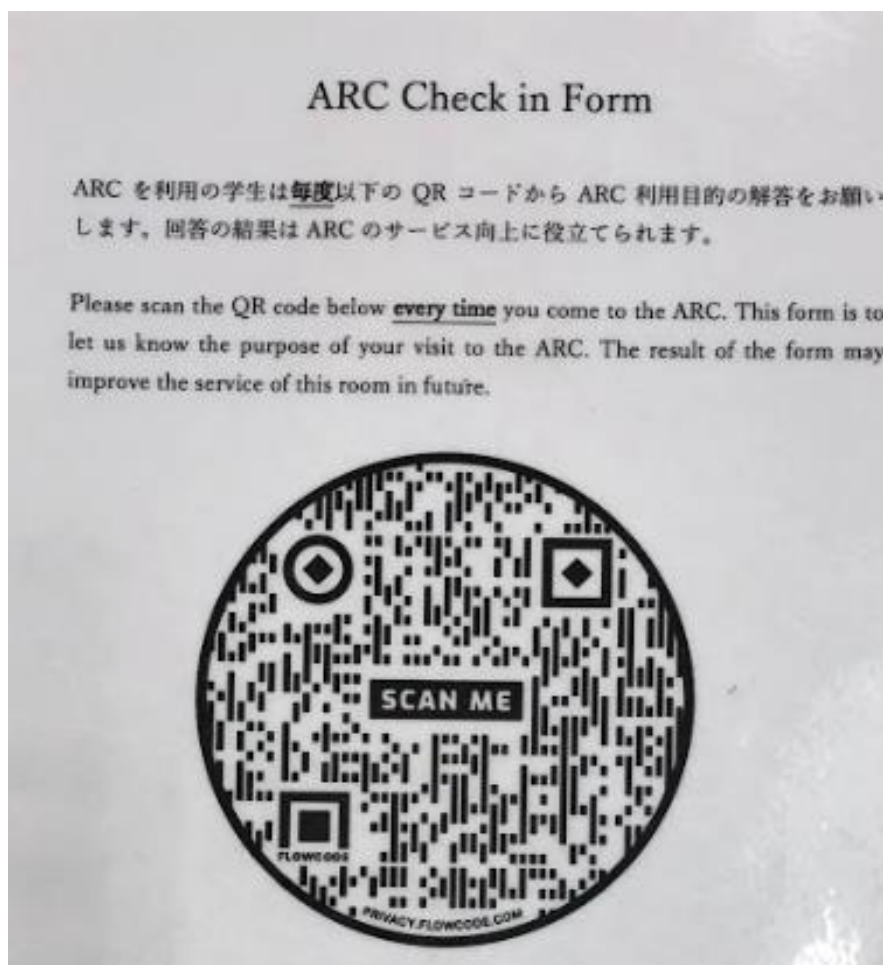 ARC Check in Form
ARC を利用の学生は毎度以下の QR コードから ARC 利用目的の解答をお願い
します。回答の結果は ARC のサービス向上に役立てられます。
Please scan the QR code below every time you come to the ARC. This form is to
let us know the purpose of your visit to the ARC. The result of the form may
improve the service of this room in future.
SCAN ME
FLOWCODE
PRIVACY.FLOWCODE.COM